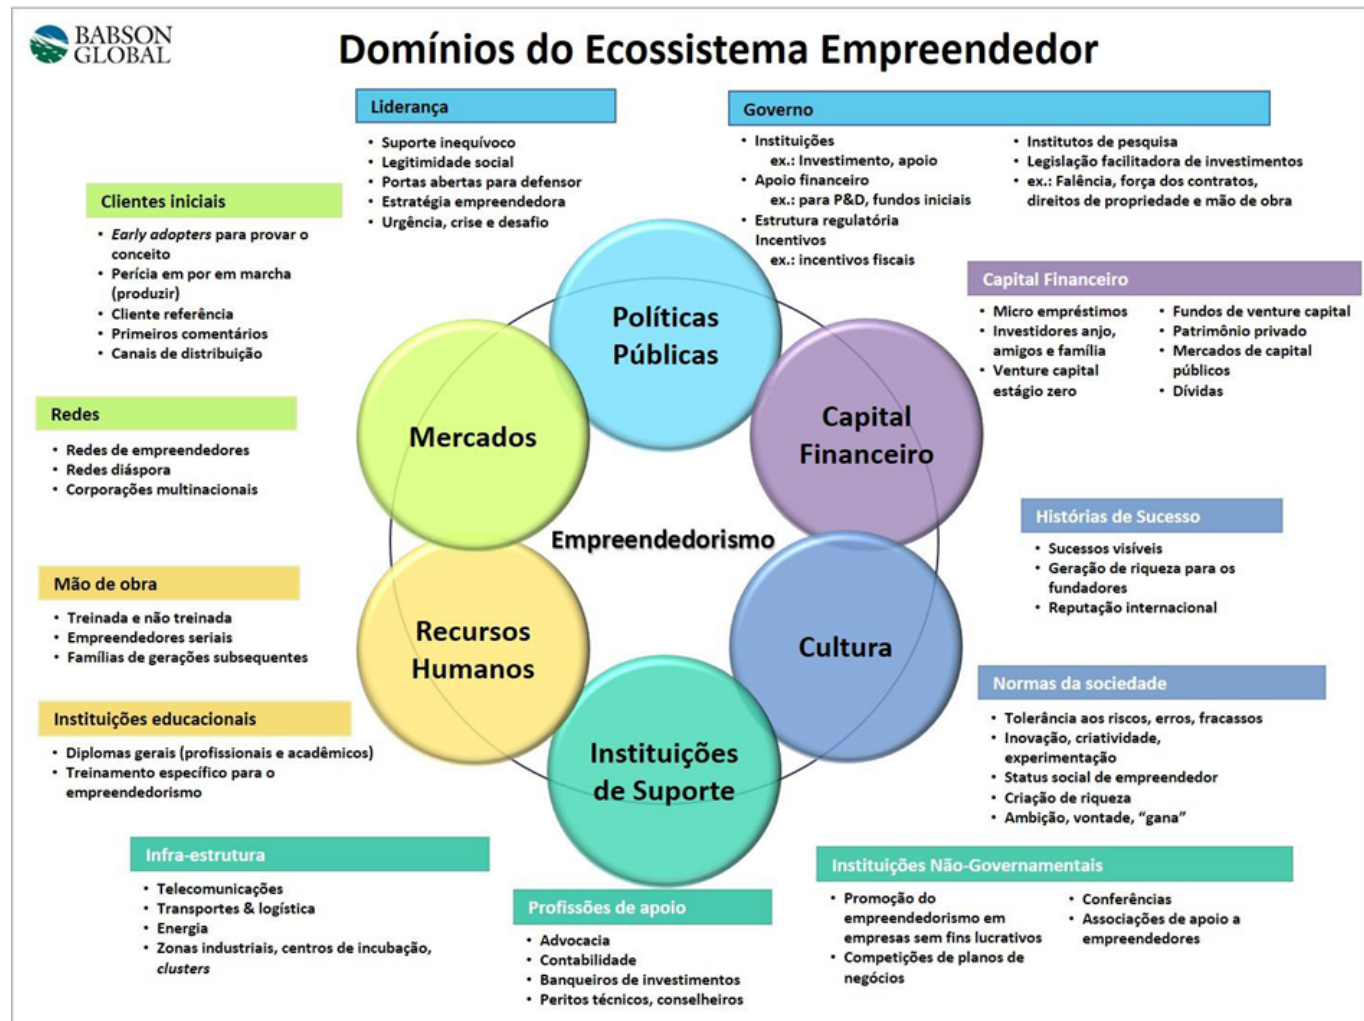 BABSON
GLOBAL
Domínios do Ecossistema Empreendedor
Liderança
• Suporte inequívoco
• Legitimidade social
• Portas abertas para defensor
• Estratégia empreendedora
• Urgência, crise e desafio
Governo
• Instituições
ex.: Investimento, apoio
• Apoio financeiro
ex.: para P&D, fundos iniciais
• Estrutura regulatória
Incentivos
ex.: incentivos fiscais
• Institutos de pesquisa
• Legislação facilitadora de investimentos
• ex.: Falência, força dos contratos,
direitos de propriedade e mão de obra
Clientes iniciais
• Early adopters para provar o
conceito
• Perícia em por em marcha
(produzir)
• Cliente referência
• Primeiros comentários
• Canais de distribuição
Capital Financeiro
• Micro empréstimos
• Investidores anjo,
amigos e família
• Venture capital
estágio zero
• Fundos de venture capital
• Patrimônio privado
• Mercados de capital
públicos
• Dívidas
Redes
• Redes de empreendedores
• Redes diáspora
• Corporações multinacionais
Políticas
Públicas
Mercados
Capital
Financeiro
Empreendedorismo
Recursos
Humanos
Cultura
Instituições
de Suporte
Histórias de Sucesso
• Sucessos visíveis
• Geração de riqueza para os
fundadores
• Reputação internacional
Mão de obra
• Treinada e não treinada
• Empreendedores seriais
• Famílias de gerações subsequentes
Normas da sociedade
• Tolerância aos riscos, erros, fracassos
• Inovação, criatividade,
experimentação
• Status social de empreendedor
• Criação de riqueza
• Ambição, vontade, “gana”
Instituições educacionais
• Diplomas gerais (profissionais e acadêmicos)
• Treinamento específico para o
empreendedorismo
Infra-estrutura
• Telecomunicações
• Transportes & logística
• Energia
• Zonas industriais, centros de incubação,
clusters
Profissões de apoio
• Advocacia
• Contabilidade
• Banqueiros de investimentos
• Peritos técnicos, conselheiros
Instituições Não-Governamentais
• Promoção do
empreendedorismo em
empresas sem fins lucrativos
• Competições de planos de
negócios
• Conferências
• Associações de apoio a
empreendedores